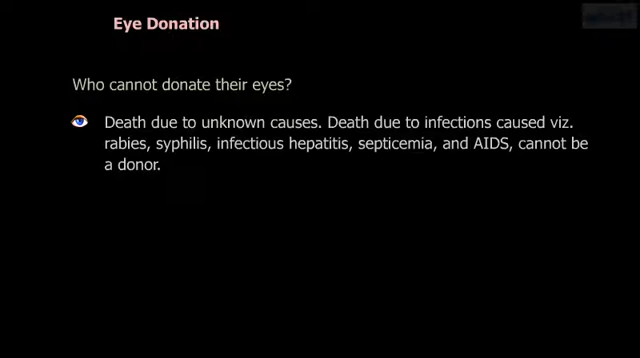 Eye Donation
Who cannot donate their eyes?
Death due to unknown causes. Death due to infections caused viz.
rabies, syphilis, infectious hepatitis, septicemia, and AIDS, cannot be
a donor.